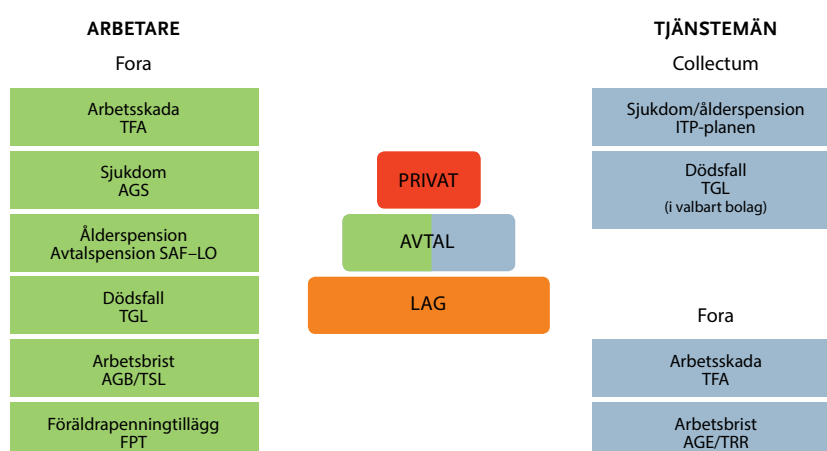 ARBETARE
Fora
Arbetsskada
TFA
Sjukdom
AGS
Ålderspension
Avtalspension SAF–LO
Dödsfall
TGL
Arbetsbrist
AGB/TSL
Föräldrapenningtillägg
FPT
PRIVAT
AVTAL
LAG
TJÄNSTEMÄN
Collectum
Sjukdom/ålderspension
ITP-planen
Dödsfall
TGL
(i valbart bolag)
Fora
Arbetsskada
TFA
Arbetsbrist
AGE/TRR